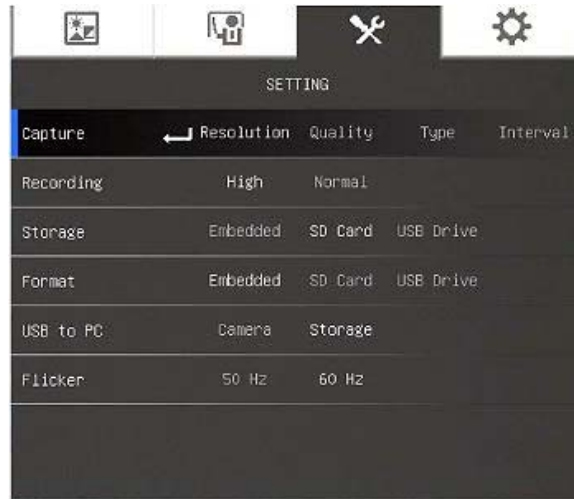 SETTING
Capture Resolution Quality Type Interval
Recording High Normal
Storage Embedded SD Card USB Drive
Format Embedded SD Card USB Drive
USB to PC Camera Storage
Flicker 50 Hz 60 HZ